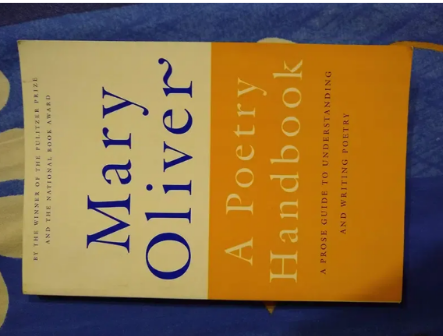 BY THE WINNER OF THE PULITZER PRIZE
AND THE NATIONAL BOOK AWARD
Mary
Oliver
A Poetry
Handbook
A PROSE GUIDE TO UNDERSTANDING
AND WRITING POETRY